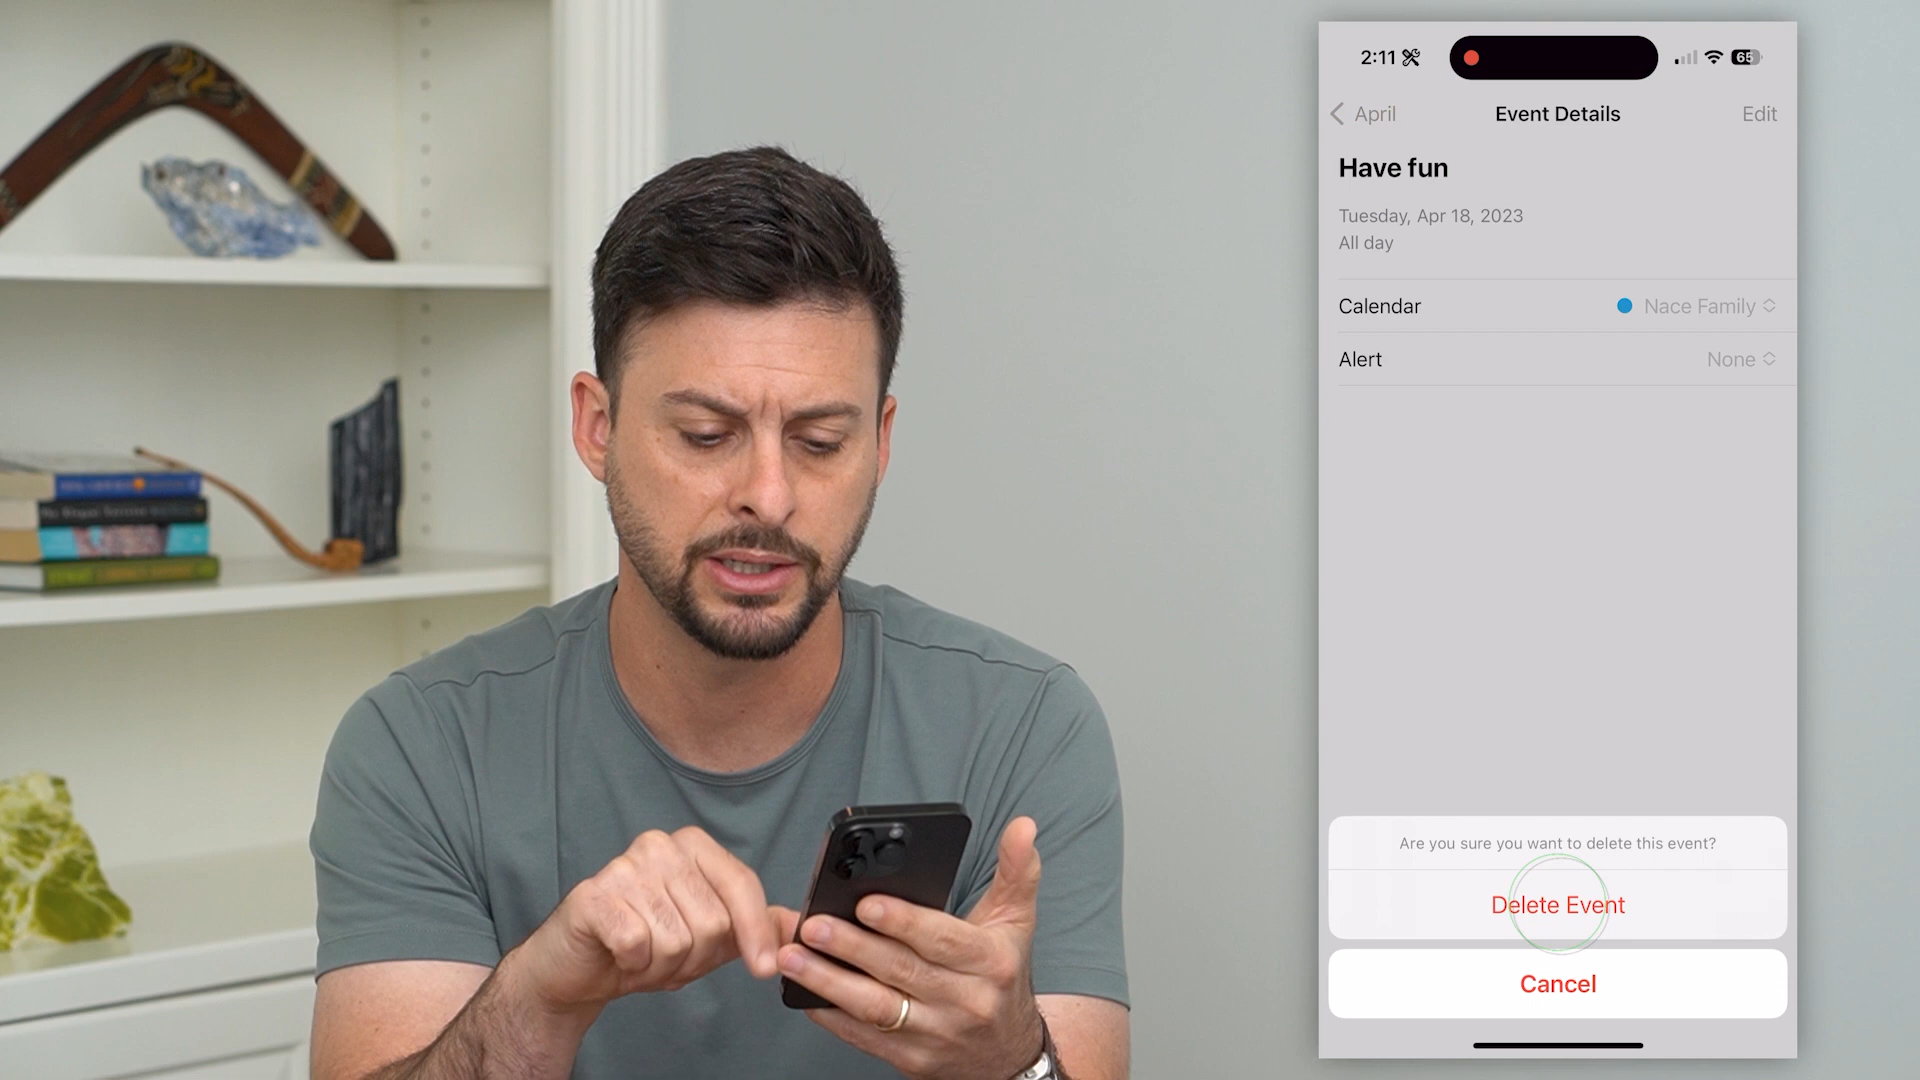 2:11
65
April
Event Details
Edit
Have fun
Tuesday, Apr 18, 2023
All day
Calendar
Nace Family
Alert
None
Are you sure you want to delete this event?
Delete Event
Cancel